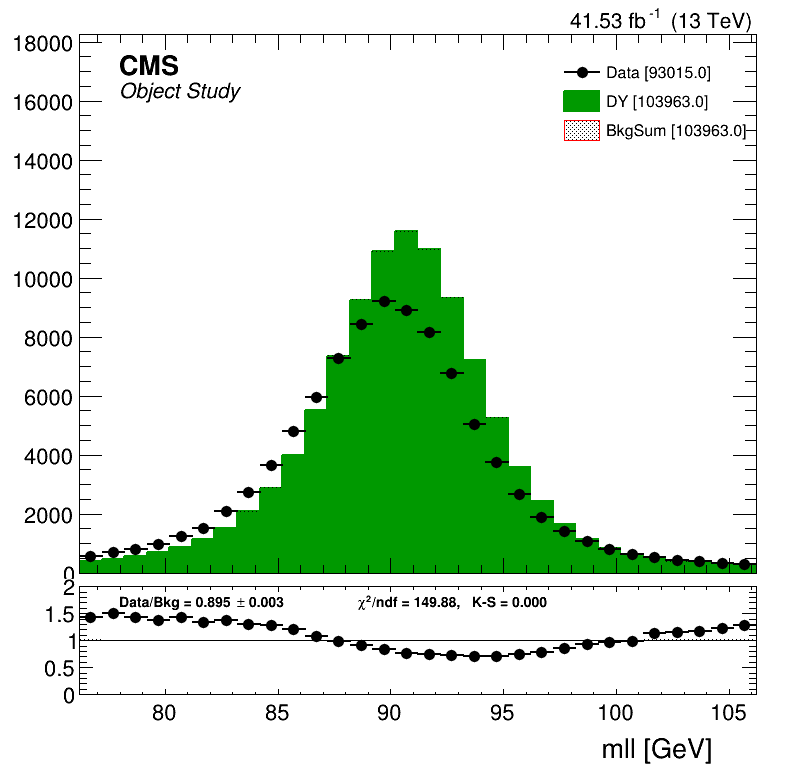 41.53 fb⁻¹ (13 TeV)
CMS
Object Study
Data [93015.0]
DY [103963.0]
BkgSum [103963.0]
18000
16000
14000
12000
10000
8000
6000
4000
2000
0
2
1.5
1
0.5
0
Data/Bkg = 0.895 ± 0.003 χ²/ndf = 149.88, K-S = 0.000
80 85 90 95 100 105
mll [GeV]